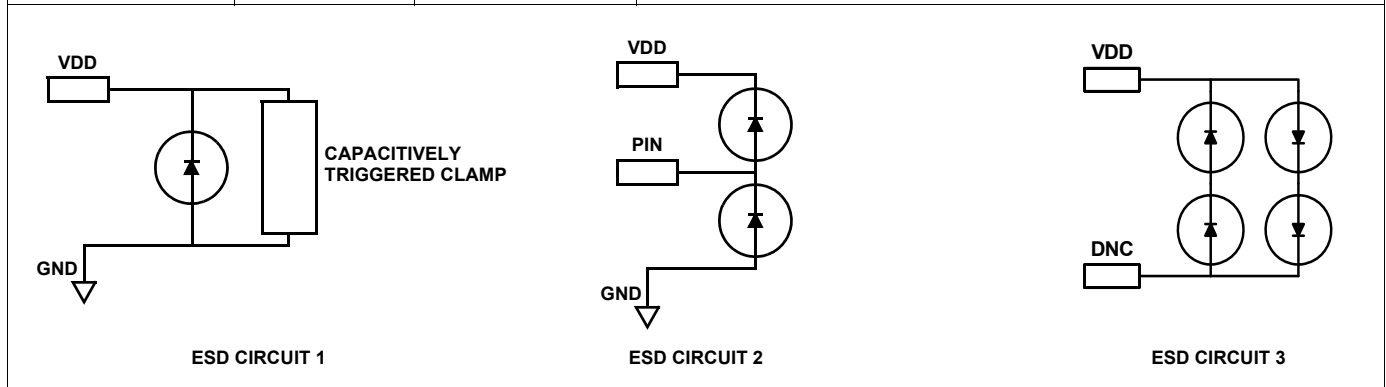 VDD
CAPACITIVELY
TRIGGERED CLAMP
GND
ESD CIRCUIT 1
VDD
PIN
GND
ESD CIRCUIT 2
VDD
DNC
ESD CIRCUIT 3